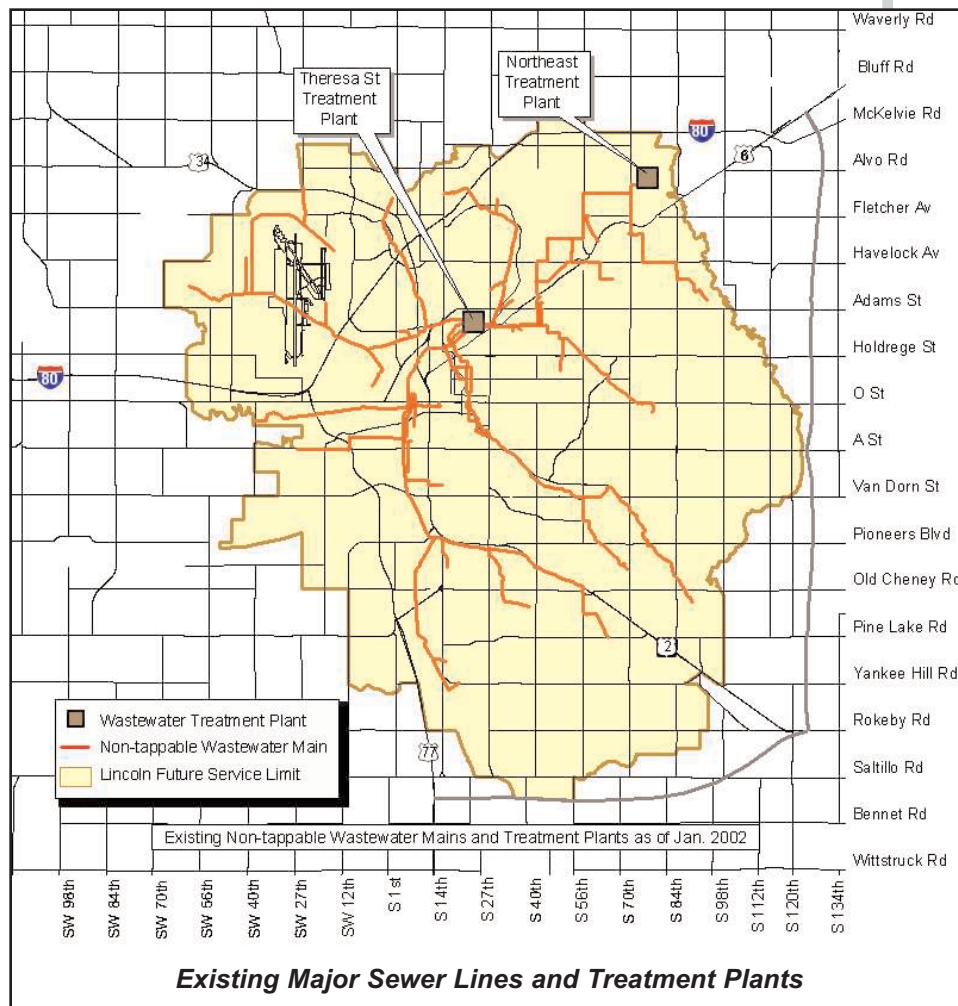 Waverly Rd
Bluff Rd
McKelvie Rd
Alvo Rd
Fletcher Av
Havelock Av
Adams St
Holdrege St
O St
A St
Van Dorn St
Pioneers Blvd
Old Cheney Rd
Pine Lake Rd
Yankee Hill Rd
Rokeby Rd
Saltillo Rd
Bennet Rd
Wittstruck Rd
Theresa St
Treatment
Plant
Northeast
Treatment
Plant
34
80
6
80
2
77
Wastewater Treatment Plant
Non-tappable Wastewater Main
Lincoln Future Service Limit
Existing Non-tappable Wastewater Mains and Treatment Plants as of Jan. 2002
SW 98th
SW 84th
SW 70th
SW 56th
SW 40th
SW 27th
SW 12th
S 1st
S 14th
S 27th
S 40th
S 56th
S 70th
S 84th
S 98th
S 112th
S 120th
S 134th
Existing Major Sewer Lines and Treatment Plants